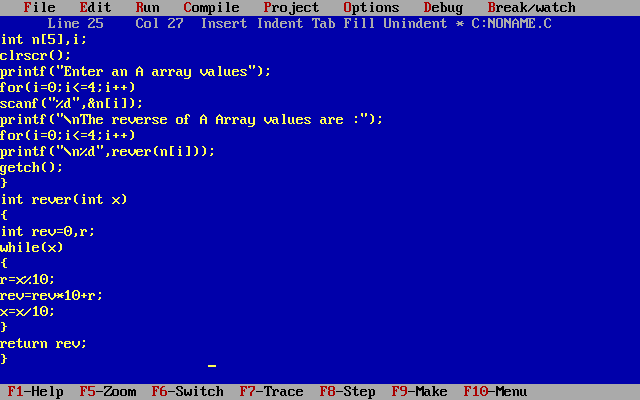 File Edit Run Compile Project Options Debug Break/watch
Line 25 Col 27 Insert Indent Tab Fill Unindent * C:NONAME.C
int n[5],i;
clrscr();
printf("Enter an A array values");
for(i=0;i<=4;i++)
scanf("%d",&n[i]);
printf("\nThe reverse of A Array values are :");
for(i=0;i<=4;i++)
printf("\n%d",rever(n[i]));
getch();
}
int rever(int x)
{
int rev=0,r;
while(x)
{
r=x%10;
rev=rev*10+r;
x=x/10;
}
return rev;
}
F1-Help F5-Zoom F6-Switch F7-Trace F8-Step F9-Make F10-Menu